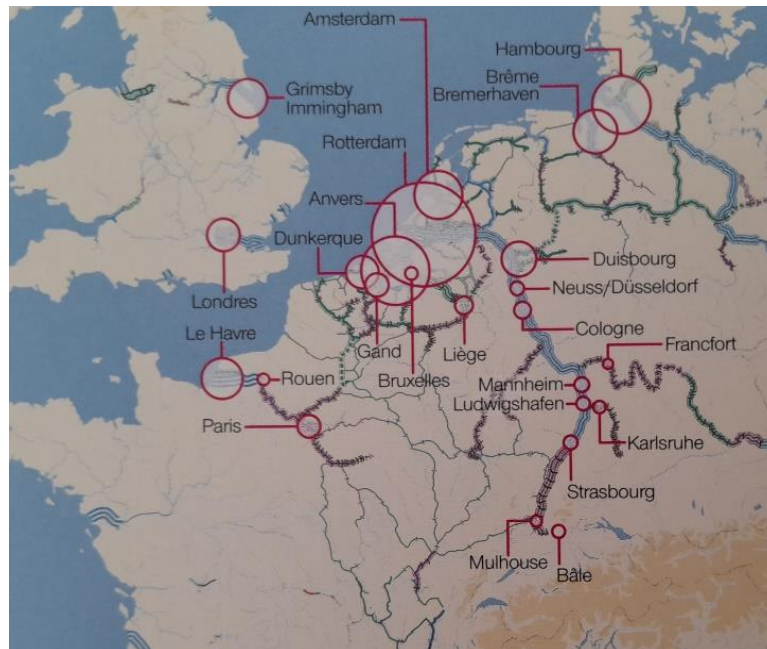 Amsterdam
Hambourg
Brême
Bremerhaven
Grimsby
Immingham
Rotterdam
Anvers
Dunkerque
Duisbourg
Neuss/Düsseldorf
Londres
Cologne
Le Havre
Gand
Liège
Francfort
Rouen
Bruxelles
Mannheim
Ludwigshafen
Paris
Karlsruhe
Strasbourg
Mulhouse
Bâle